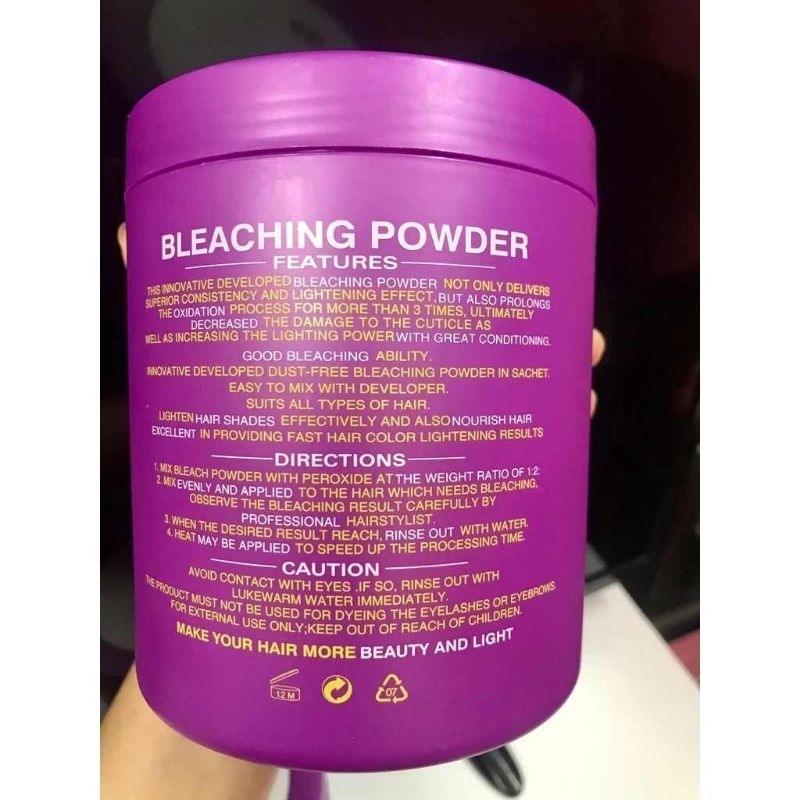 BLEACHING POWDER
FEATURES
THIS INNOVATIVE DEVELOPED BLEACHING POWDER NOT ONLY DELIVERS
SUPERIOR CONSISTENCY AND LIGHTENING EFFECT, BUT ALSO PROLONGS
THE OXIDATION PROCESS FOR MORE THAN 3 TIMES, ULTIMATELY
DECREASED THE DAMAGE TO THE CUTICLE AS
WELL AS INCREASING THE LIGHTING POWER WITH GREAT CONDITIONING.
GOOD BLEACHING ABILITY.
INNOVATIVE DEVELOPED DUST-FREE BLEACHING POWDER IN SACHET.
EASY TO MIX WITH DEVELOPER.
SUITS ALL TYPES OF HAIR.
LIGHTEN HAIR SHADES EFFECTIVELY AND ALSO NOURISH HAIR
EXCELLENT IN PROVIDING FAST HAIR COLOR LIGHTENING RESULTS
DIRECTIONS
1. MIX BLEACH POWDER WITH PEROXIDE AT THE WEIGHT RATIO OF 1:2:
2. MIX EVENLY AND APPLIED TO THE HAIR WHICH NEEDS BLEACHING,
OBSERVE THE BLEACHING RESULT CAREFULLY BY
PROFESSIONAL HAIRSTYLIST.
3. WHEN THE DESIRED RESULT REACH, RINSE OUT WITH WATER.
4. HEAT MAY BE APPLIED TO SPEED UP THE PROCESSING TIME.
CAUTION
AVOID CONTACT WITH EYES .IF SO, RINSE OUT WITH
LUKEWARM WATER IMMEDIATELY.
THE PRODUCT MUST NOT BE USED FOR DYEING THE EYELASHES OR EYEBROWS.
FOR EXTERNAL USE ONLY;KEEP OUT OF REACH OF CHILDREN.
MAKE YOUR HAIR MORE BEAUTY AND LIGHT
12 M
07